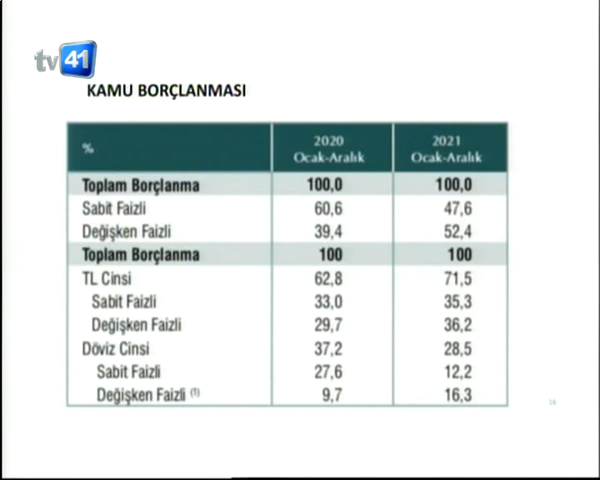 tv41
KAMU BORÇLANMASI
% 2020 Ocak-Aralık 2021 Ocak-Aralık
Toplam Borçlanma 100,0 100,0
Sabit Faizli 60,6 47,6
Değişken Faizli 39,4 52,4
Toplam Borçlanma 100 100
TL Cinsi 62,8 71,5
Sabit Faizli 33,0 35,3
Değişken Faizli 29,7 36,2
Döviz Cinsi 37,2 28,5
Sabit Faizli 27,6 12,2
Değişken Faizli (1) 9,7 16,3
16